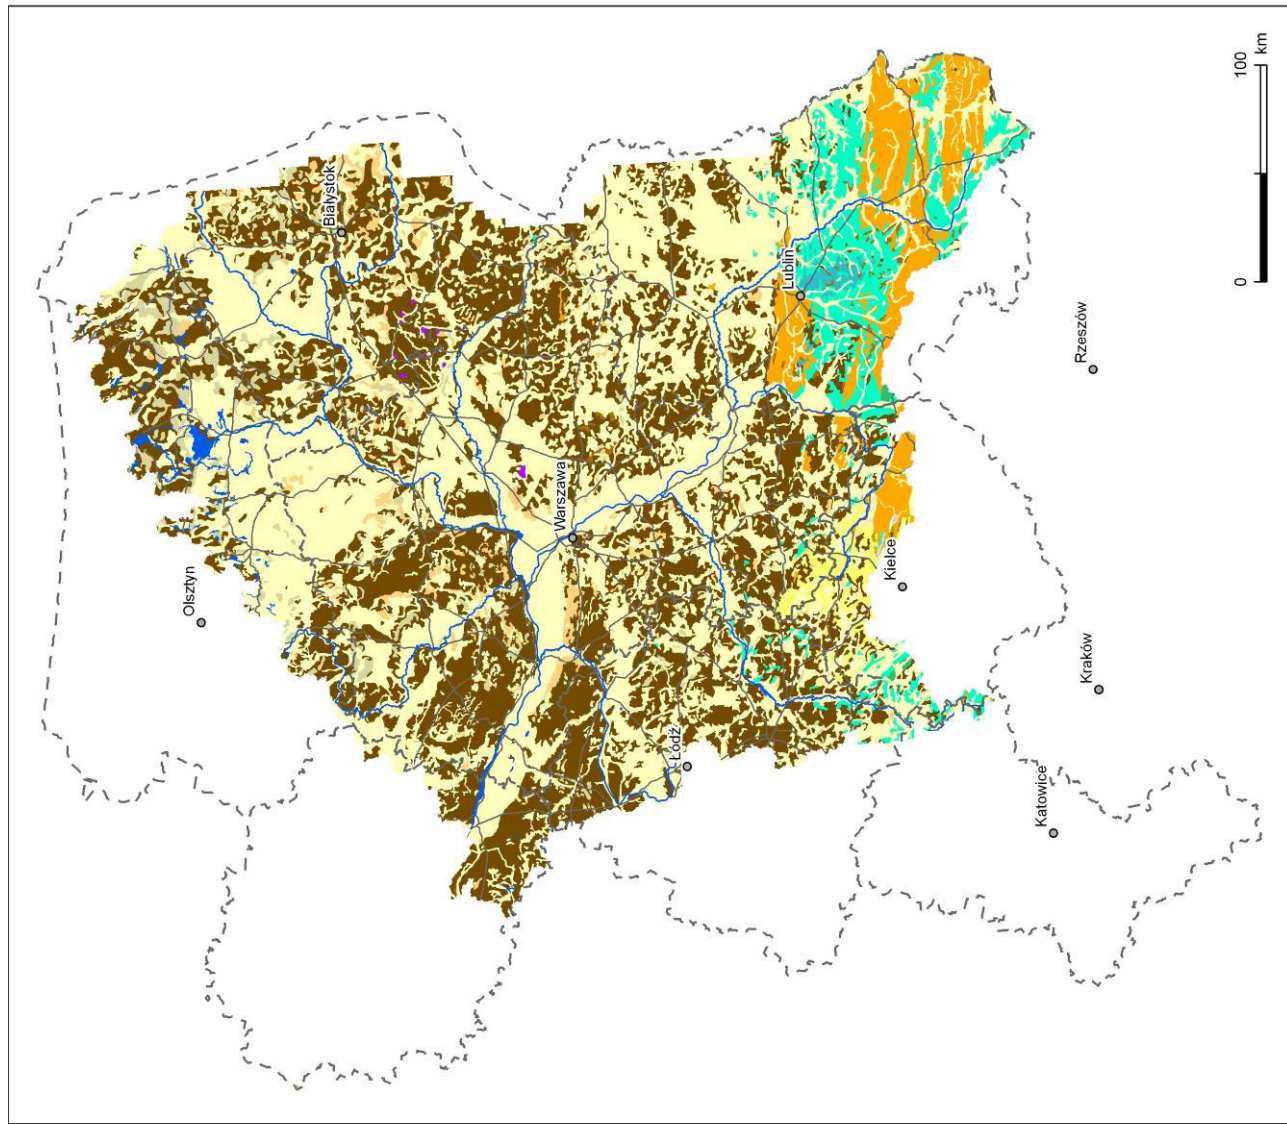 Olsztyn
Białystok
Warszawa
Łódź
Lublin
Kielce
Katowice
Kraków
Rzeszów
0
100
km